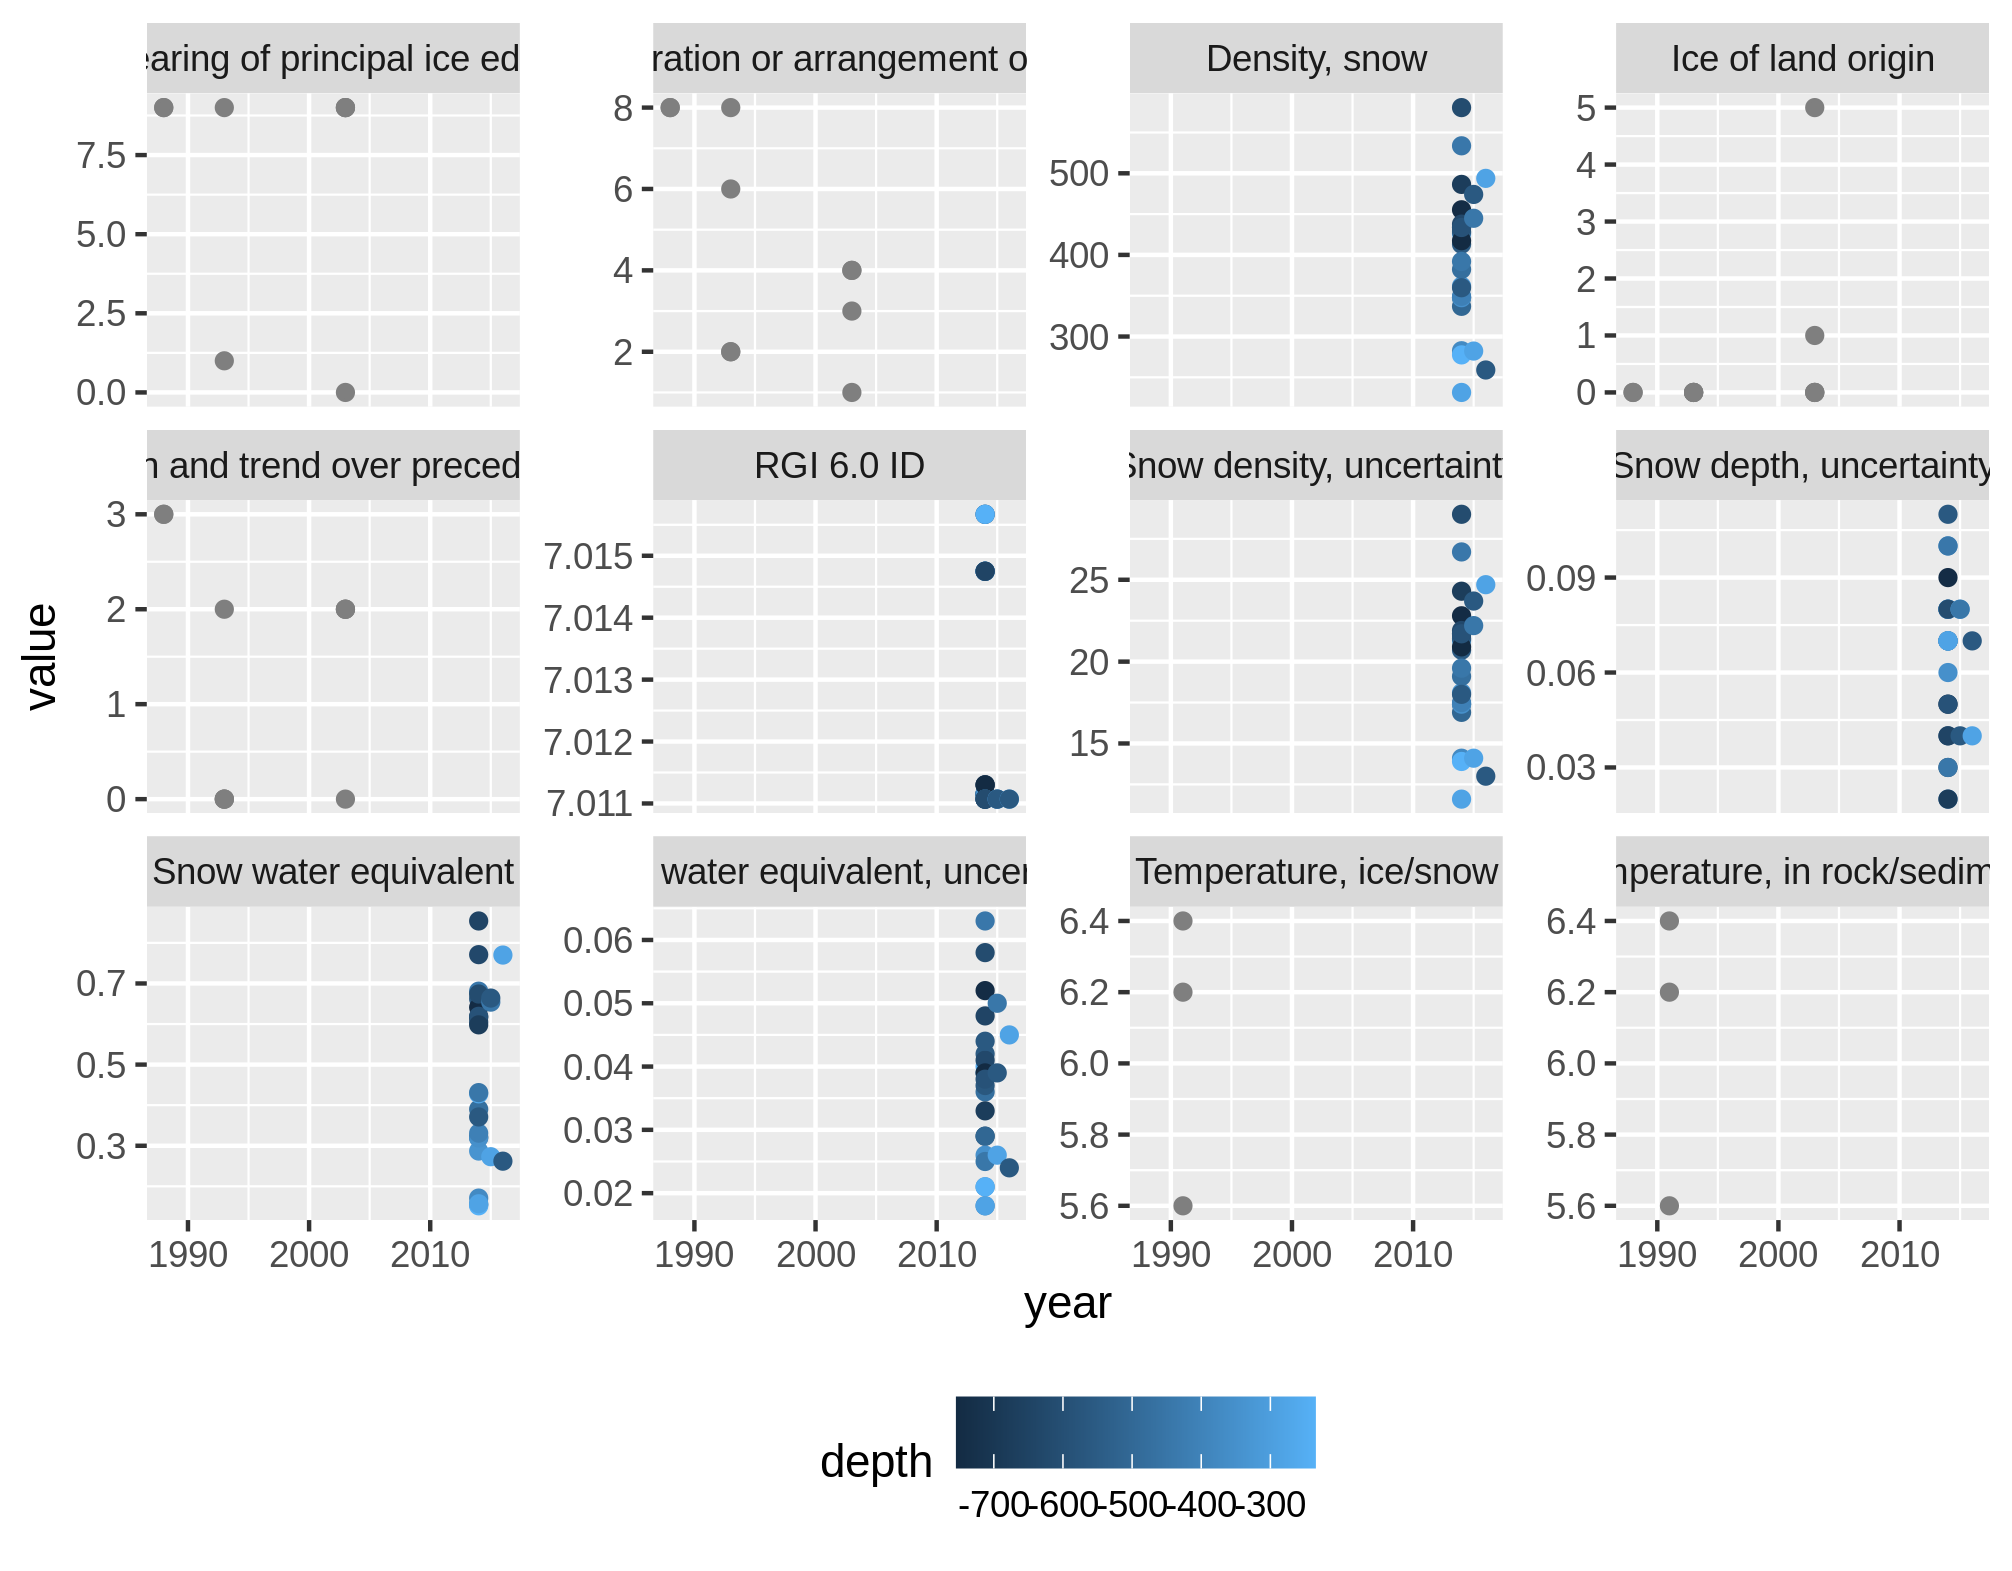 earing of principal ice ed
ration or arrangement o
Density, snow
Ice of land origin
7.5
5.0
2.5
0.0
8
6
4
2
500
400
300
5
4
3
2
1
0
n and trend over preced
RGI 6.0 ID
Snow density, uncertaint
Snow depth, uncertainty
3
2
1
0
7.015
7.014
7.013
7.012
7.011
25
20
15
0.09
0.06
0.03
value
Snow water equivalent
water equivalent, uncer
Temperature, ice/snow
mperature, in rock/sedim
0.7
0.5
0.3
0.06
0.05
0.04
0.03
0.02
6.4
6.2
6.0
5.8
5.6
6.4
6.2
6.0
5.8
5.6
1990 2000 2010
1990 2000 2010
1990 2000 2010
1990 2000 2010
year
depth
-700 -600 -500 -400 -300